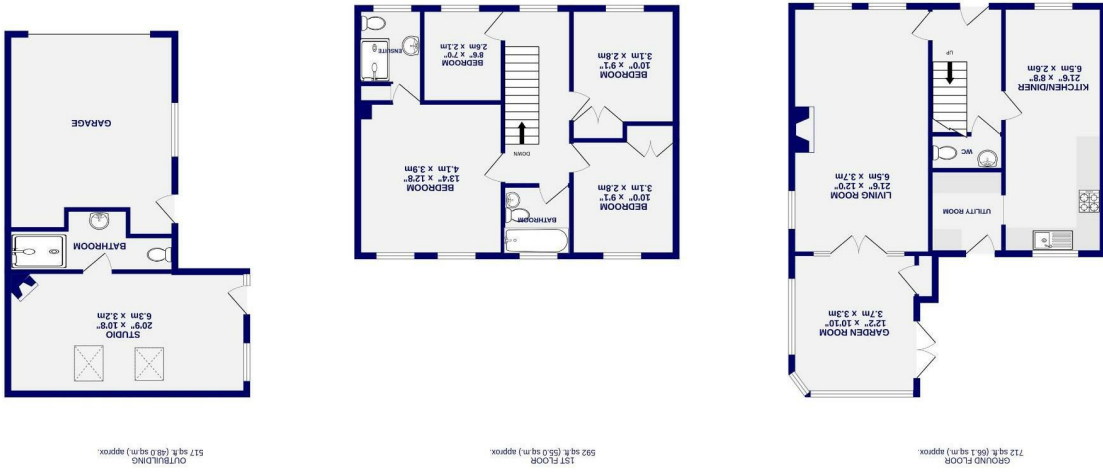 GROUND FLOOR
712 sq.ft. (66.1 sq.m.) approx.
GARDEN ROOM
12'2" x 10'10"
3.7m x 3.3m
UTILITY ROOM
LIVING ROOM
21'6" x 12'0"
6.5m x 3.7m
WC
KITCHEN/DINER
21'6" x 8'8"
6.5m x 2.6m
UP
1ST FLOOR
592 sq.ft. (55.0 sq.m.) approx.
BATHROOM
BEDROOM
10'0" x 9'1"
3.1m x 2.8m
BEDROOM
13'4" x 12'8"
4.1m x 3.9m
DOWN
BEDROOM
10'0" x 9'1"
3.1m x 2.8m
BEDROOM
8'6" x 7'0"
2.6m x 2.1m
ENSUITE
OUTBUILDING
517 sq.ft. (48.0 sq.m.) approx.
STUDIO
20'9" x 10'8"
6.3m x 3.2m
BATHROOM
GARAGE